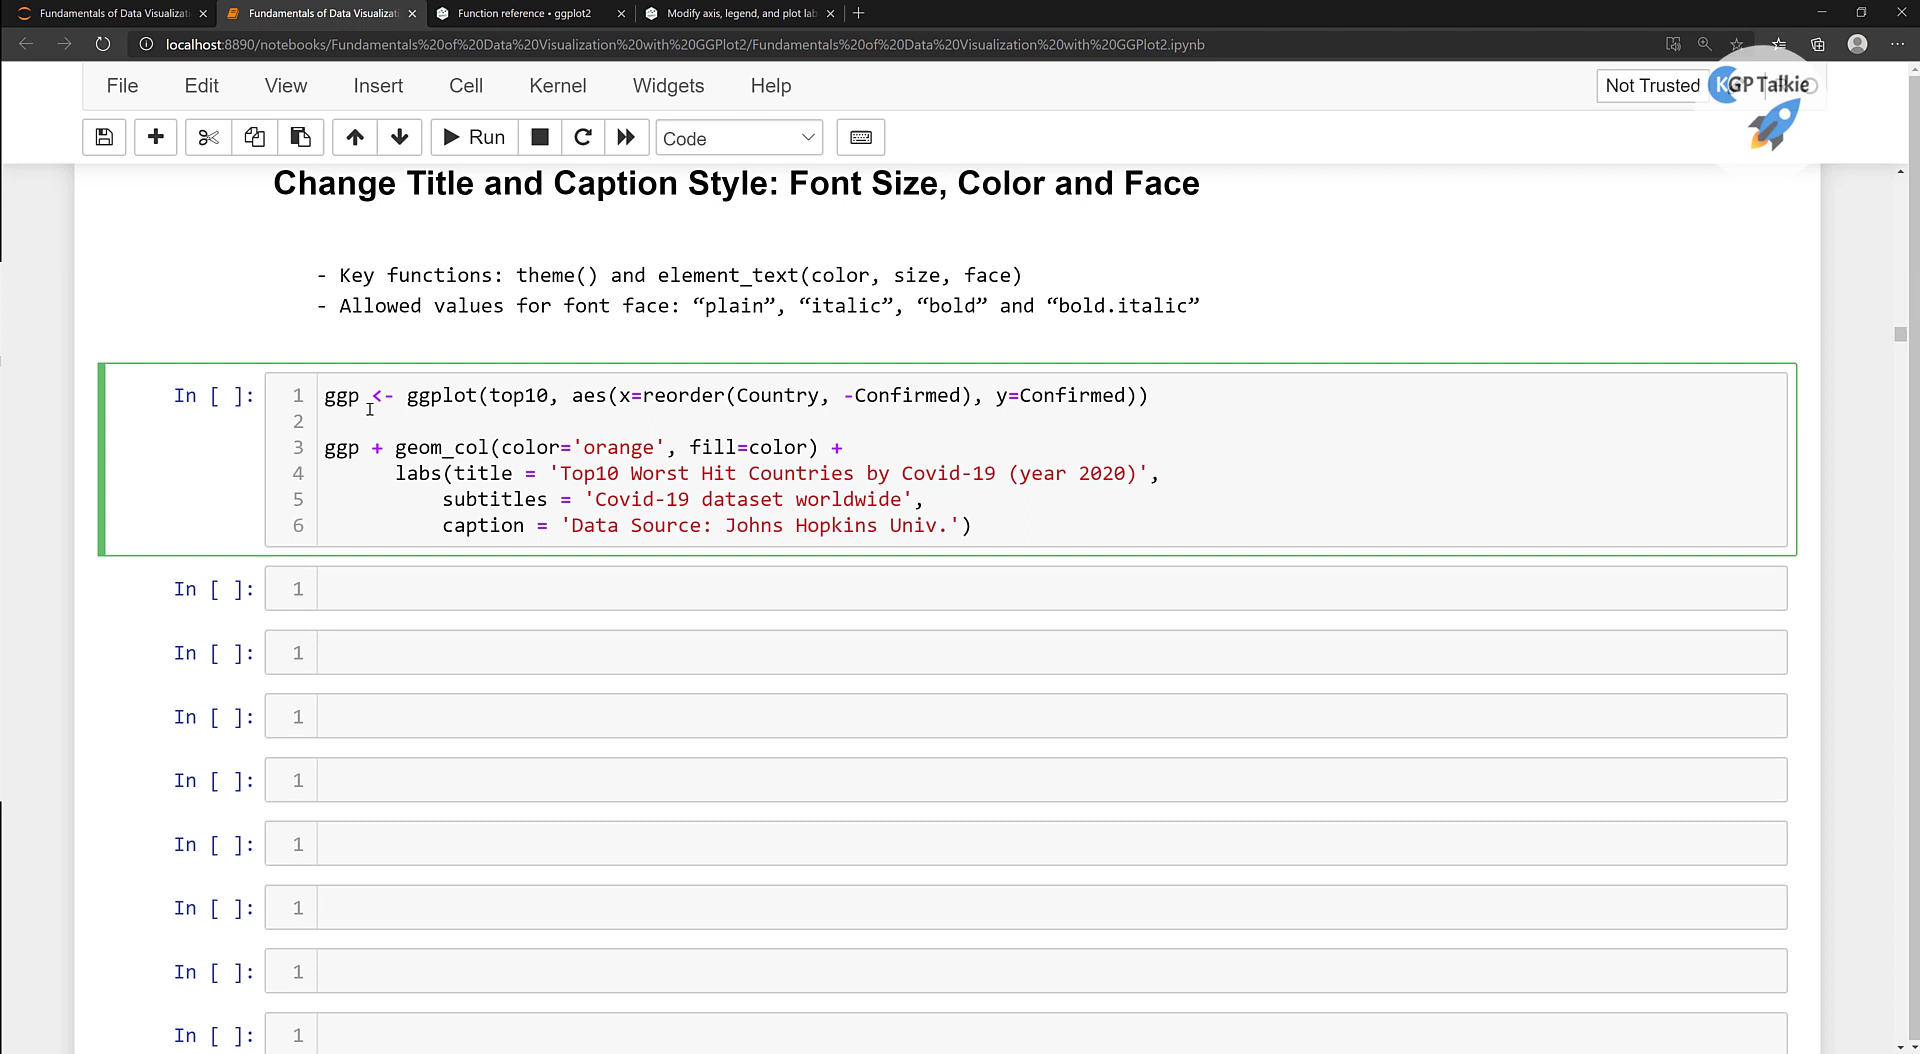 Fundamentals of Data Visualizati
Fundamentals of Data Visualizati
Function reference • ggplot2
Modify axis, legend, and plot lab
localhost:8890/notebooks/Fundamentals%20of%20Data%20Visualization%20with%20GGPlot2/Fundamentals%20of%20Data%20Visualization%20with%20GGPlot2.ipynb
File Edit View Insert Cell Kernel Widgets Help
Not Trusted
KGP Talkie
Run
Code
Change Title and Caption Style: Font Size, Color and Face
- Key functions: theme() and element_text(color, size, face)
- Allowed values for font face: “plain”, “italic”, “bold” and “bold.italic”
In [ ]: 1 ggp <- ggplot(top10, aes(x=reorder(Country, -Confirmed), y=Confirmed))
2
3 ggp + geom_col(color='orange', fill=color) +
4 labs(title = 'Top10 Worst Hit Countries by Covid-19 (year 2020)',
5 subtitles = 'Covid-19 dataset worldwide',
6 caption = 'Data Source: Johns Hopkins Univ.')
In [ ]: 1
In [ ]: 1
In [ ]: 1
In [ ]: 1
In [ ]: 1
In [ ]: 1
In [ ]: 1
In [ ]: 1